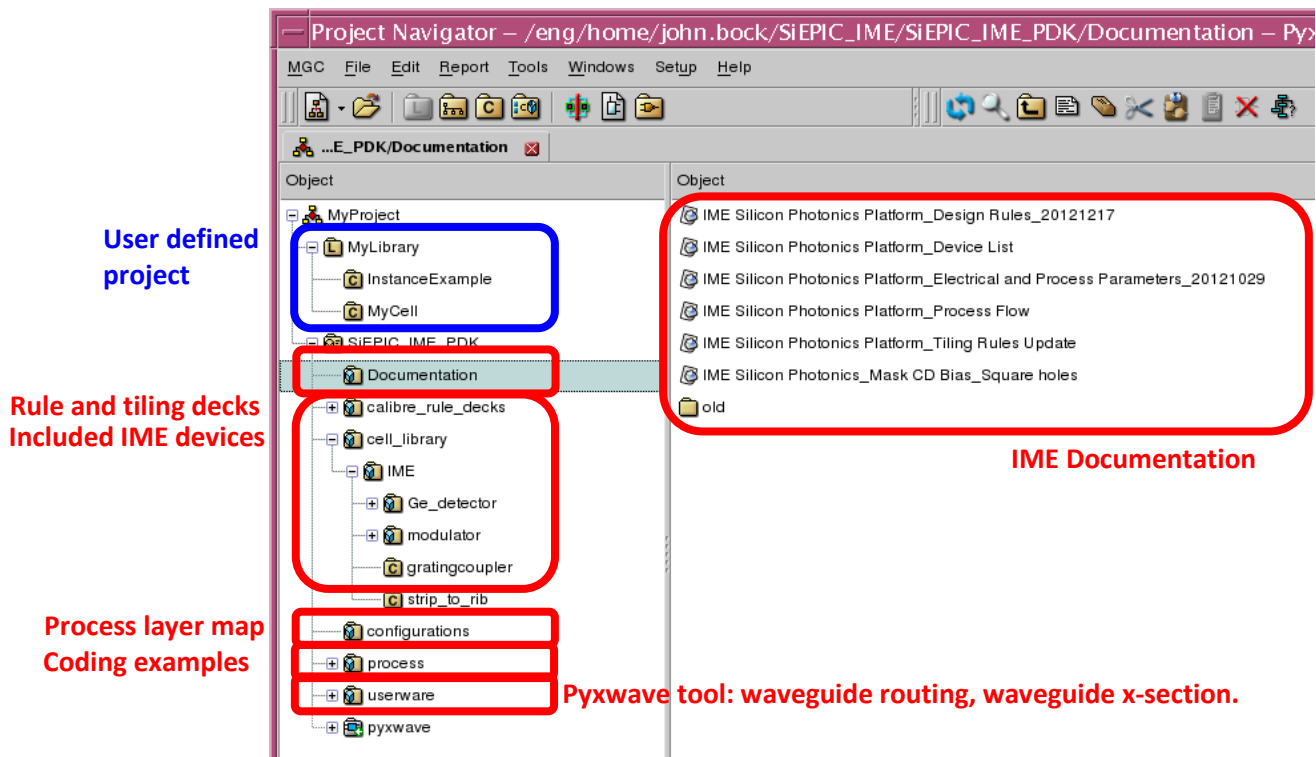 Project Navigator – /eng/home/john.bock/SiEPIC_IME/SiEPIC_IME_PDK/Documentation – Pyx
MGC File Edit Report Tools Windows Setup Help
...E_PDK/Documentation
Object
Object
MyProject
User defined
project
MyLibrary
InstanceExample
MyCell
SiEPIC_IME_PDK
Documentation
Rule and tiling decks
Included IME devices
calibre_rule_decks
cell_library
IME
Ge_detector
modulator
gratingcoupler
strip_to_rib
Process layer map
Coding examples
configurations
process
userware
pyxwave
IME Silicon Photonics Platform_Design Rules_20121217
IME Silicon Photonics Platform_Device List
IME Silicon Photonics Platform_Electrical and Process Parameters_20121029
IME Silicon Photonics Platform_Process Flow
IME Silicon Photonics Platform_Tiling Rules Update
IME Silicon Photonics_Mask CD Bias_Square holes
old
IME Documentation
Pyxwave tool: waveguide routing, waveguide x-section.